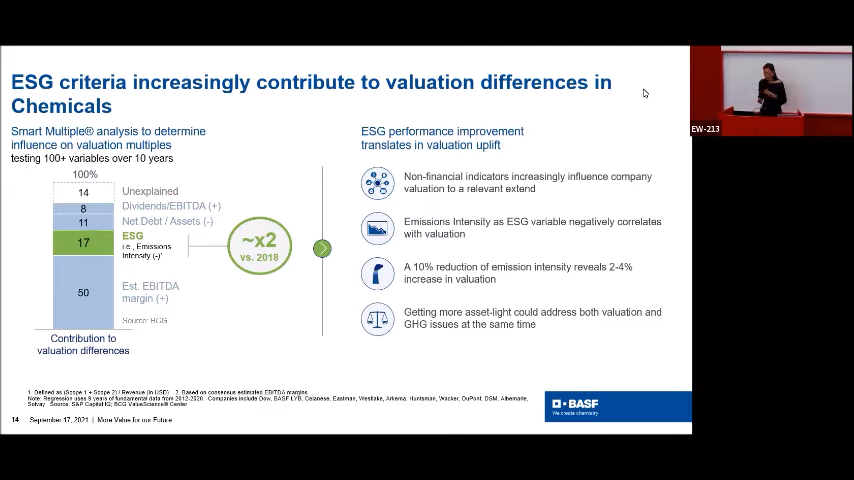 ESG criteria increasingly contribute to valuation differences in
Chemicals
Smart Multiple® analysis to determine
influence on valuation multiples
testing 100+ variables over 10 years
100%
14
Unexplained
8
Dividends/EBITDA (+)
11
Net Debt / Assets (-)
17
ESG
i.e., Emissions
Intensity (-)¹
50
Est. EBITDA
margin (+)
Source: BCG
Contribution to
valuation differences
~x2
vs. 2018
ESG performance improvement
translates in valuation uplift
Non-financial indicators increasingly influence company
valuation to a relevant extend
Emissions Intensity as ESG variable negatively correlates
with valuation
A 10% reduction of emission intensity reveals 2-4%
increase in valuation
Getting more asset-light could address both valuation and
GHG issues at the same time
1. Defined as (Scope 1 + Scope 2) / Revenue (in USD) 2. Based on consensus estimated EBITDA margins
Note: Regression uses 9 years of fundamental data from 2012-2020. Companies include Dow, BASF LYB, Celanese, Eastman, Westlake, Arkema, Huntsman, Wacker, DuPont, DSM, Albemarle,
Solvay. Source: S&P Capital IQ; BCG ValueScience® Center
14 September 17, 2021 | More Value for our Future
BASF
We create chemistry
EW-213